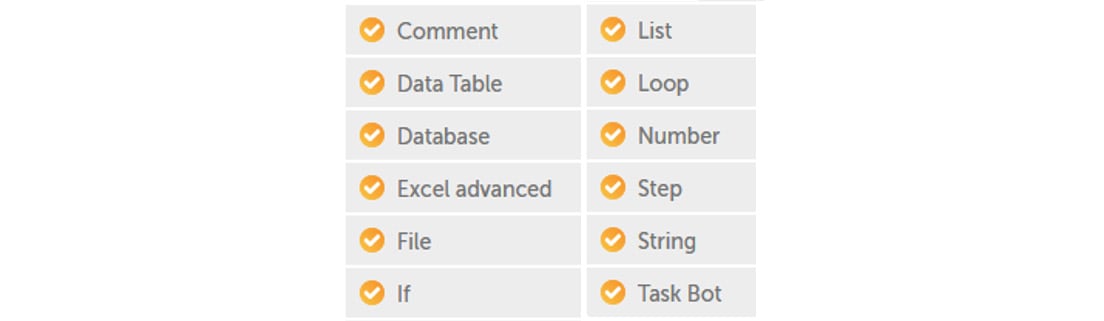 Comment
Data Table
Database
Excel advanced
File
If
List
Loop
Number
Step
String
Task Bot